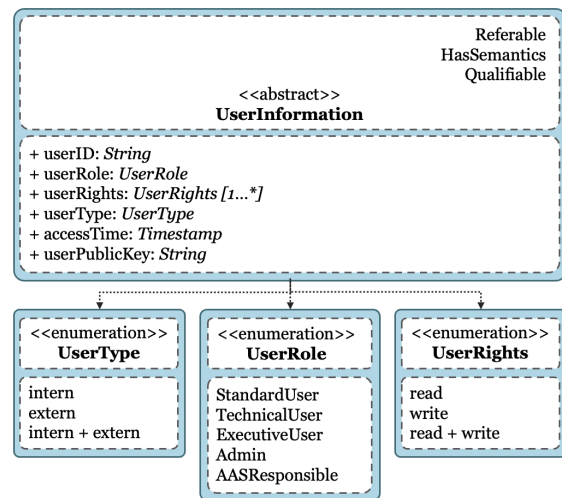 Referable
HasSemantics
Qualifiable
<<abstract>>
UserInformation
+ userID: String
+ userRole: UserRole
+ userRights: UserRights [1...*]
+ userType: UserType
+ accessTime: Timestamp
+ userPublicKey: String
<<enumeration>>
UserType
intern
extern
intern + extern
<<enumeration>>
UserRole
StandardUser
TechnicalUser
ExecutiveUser
Admin
AASResponsible
<<enumeration>>
UserRights
read
write
read + write